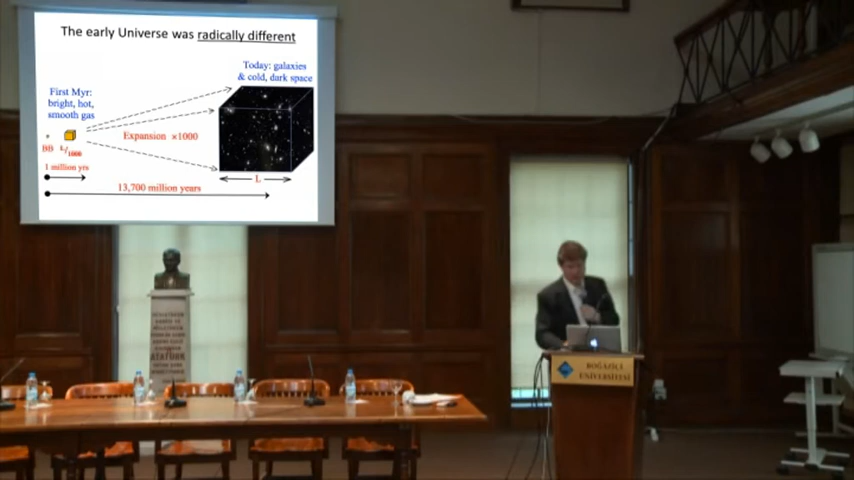 The early Universe was radically different
Today: galaxies
& cold, dark space
First Myr:
bright, hot,
smooth gas
Expansion ×1000
BB L/1000
1 million yrs
L
13,700 million years
ATATÜRK
BOĞAZİÇİ
ÜNİVERSİTESİ